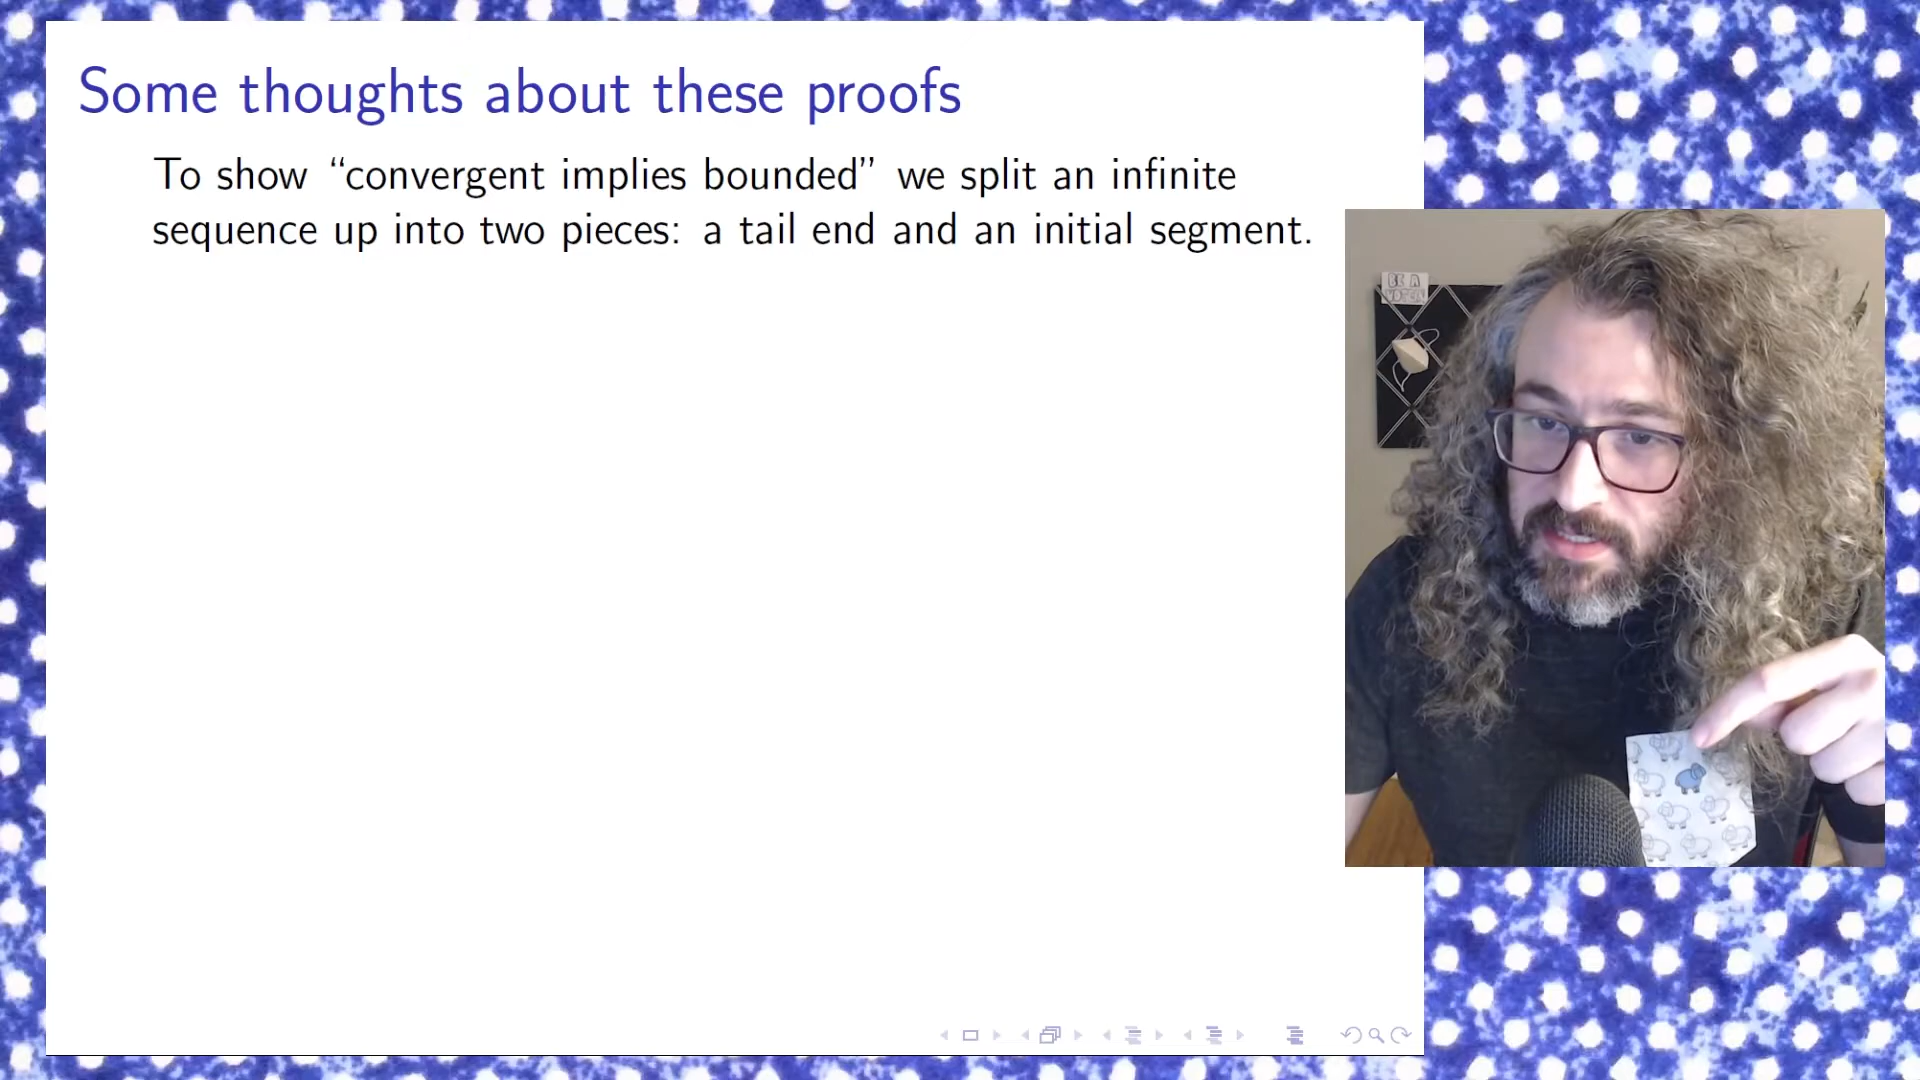 Some thoughts about these proofs
To show “convergent implies bounded” we split an infinite
sequence up into two pieces: a tail end and an initial segment.
BE A